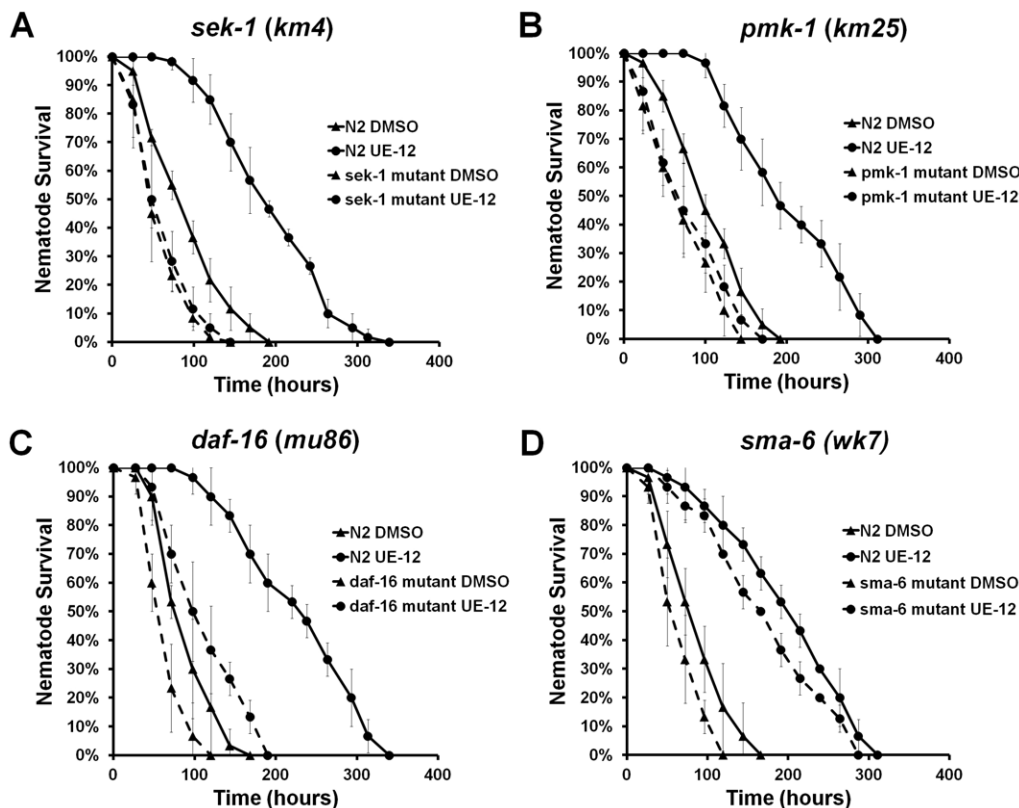 A
sek-1 (km4)
100%
90%
80%
70%
60%
50%
40%
30%
20%
10%
0%
Nematode Survival
N2 DMSO
N2 UE-12
sek-1 mutant DMSO
sek-1 mutant UE-12
0
100
200
300
400
Time (hours)
B
pmk-1 (km25)
100%
90%
80%
70%
60%
50%
40%
30%
20%
10%
0%
Nematode Survival
N2 DMSO
N2 UE-12
pmk-1 mutant DMSO
pmk-1 mutant UE-12
0
100
200
300
400
Time (hours)
C
daf-16 (mu86)
100%
90%
80%
70%
60%
50%
40%
30%
20%
10%
0%
Nematode Survival
N2 DMSO
N2 UE-12
daf-16 mutant DMSO
daf-16 mutant UE-12
0
100
200
300
400
Time (hours)
D
sma-6 (wk7)
100%
90%
80%
70%
60%
50%
40%
30%
20%
10%
0%
Nematode Survival
N2 DMSO
N2 UE-12
sma-6 mutant DMSO
sma-6 mutant UE-12
0
100
200
300
400
Time (hours)